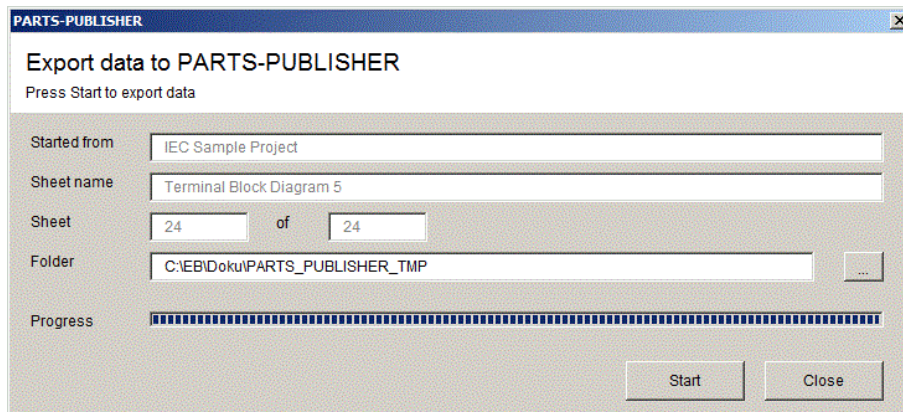 PARTS-PUBLISHER
Export data to PARTS-PUBLISHER
Press Start to export data
Started from IEC Sample Project
Sheet name Terminal Block Diagram 5
Sheet 24 of 24
Folder C:\EB\Doku\PARTS_PUBLISHER_TMP ...
Progress
Start Close